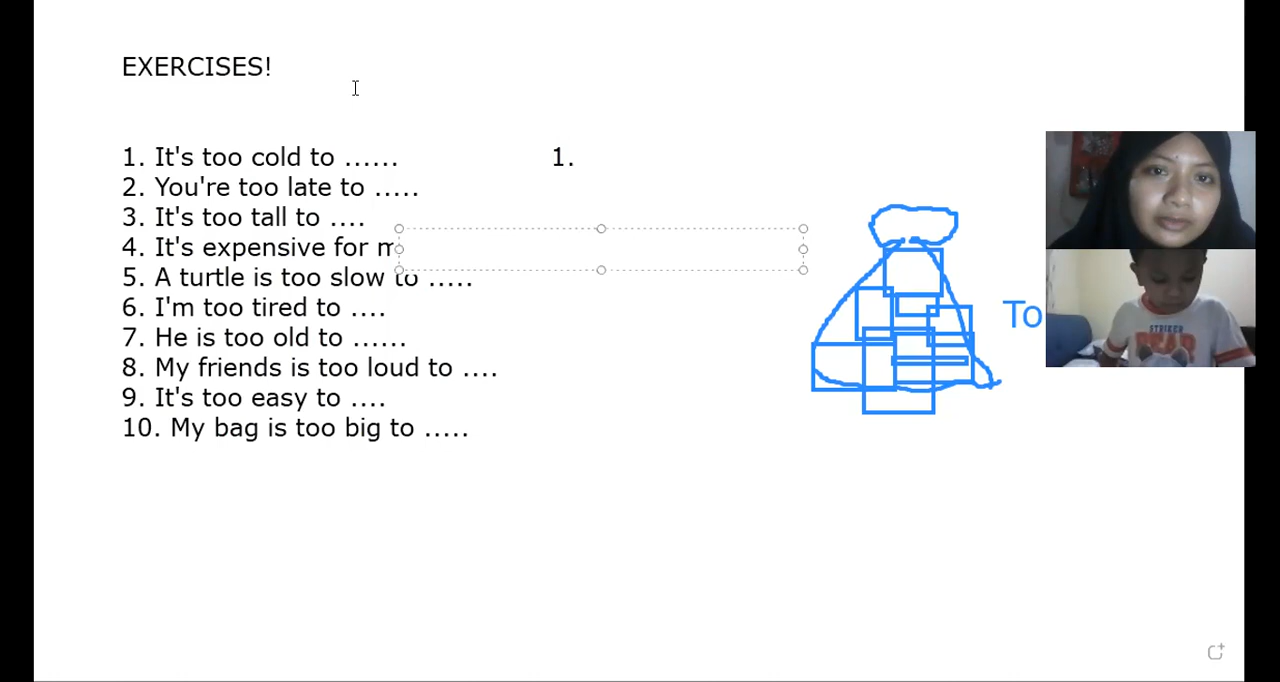 EXERCISES!
1. It's too cold to ......
1.
2. You're too late to .....
3. It's too tall to ....
4. It's expensive for m
5. A turtle is too slow to .....
6. I'm too tired to ....
7. He is too old to ......
8. My friends is too loud to ....
9. It's too easy to ....
10. My bag is too big to .....
To
STRIKER